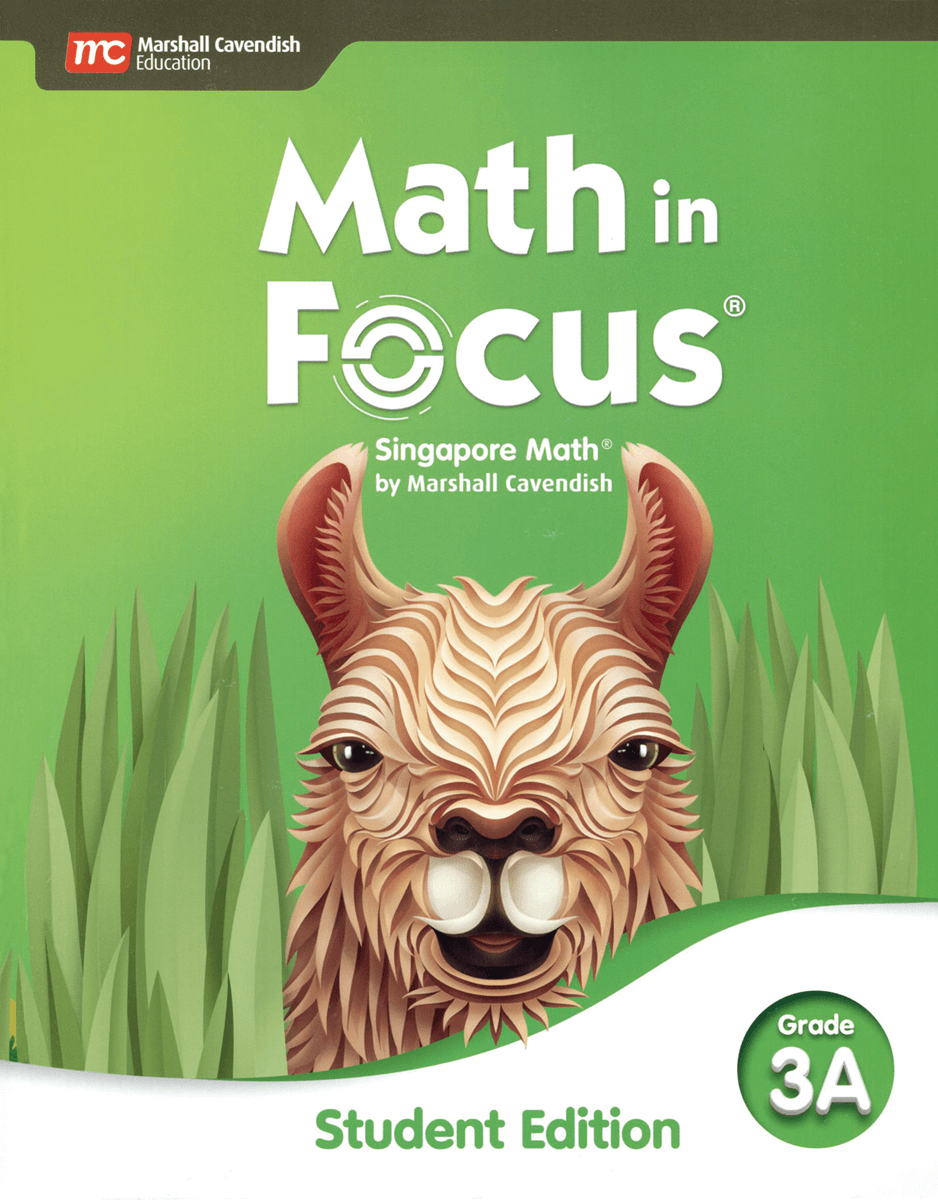 mc Marshall Cavendish
Education
Math in
Focus®
Singapore Math®
by Marshall Cavendish
Grade
3A
Student Edition